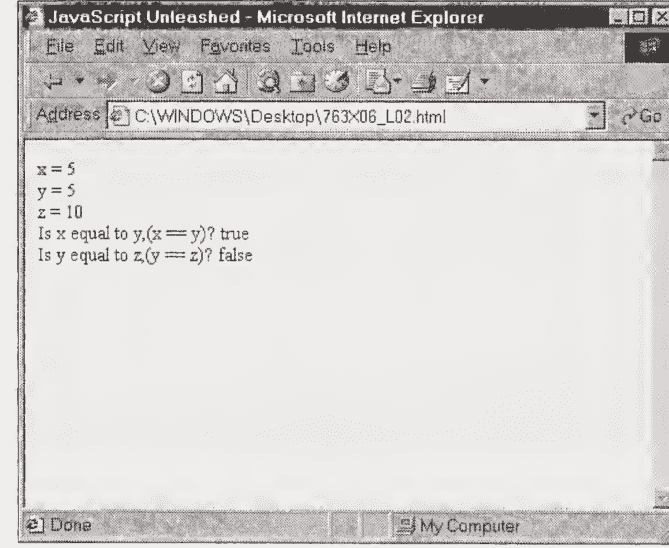 JavaScript Unleashed - Microsoft Internet Explorer
File Edit View Favorites Tools Help
Address C:\WINDOWS\Desktop\763X06_L02.html Go
x = 5
y = 5
z = 10
Is x equal to y,(x == y)? true
Is y equal to z,(y == z)? false
Done My Computer